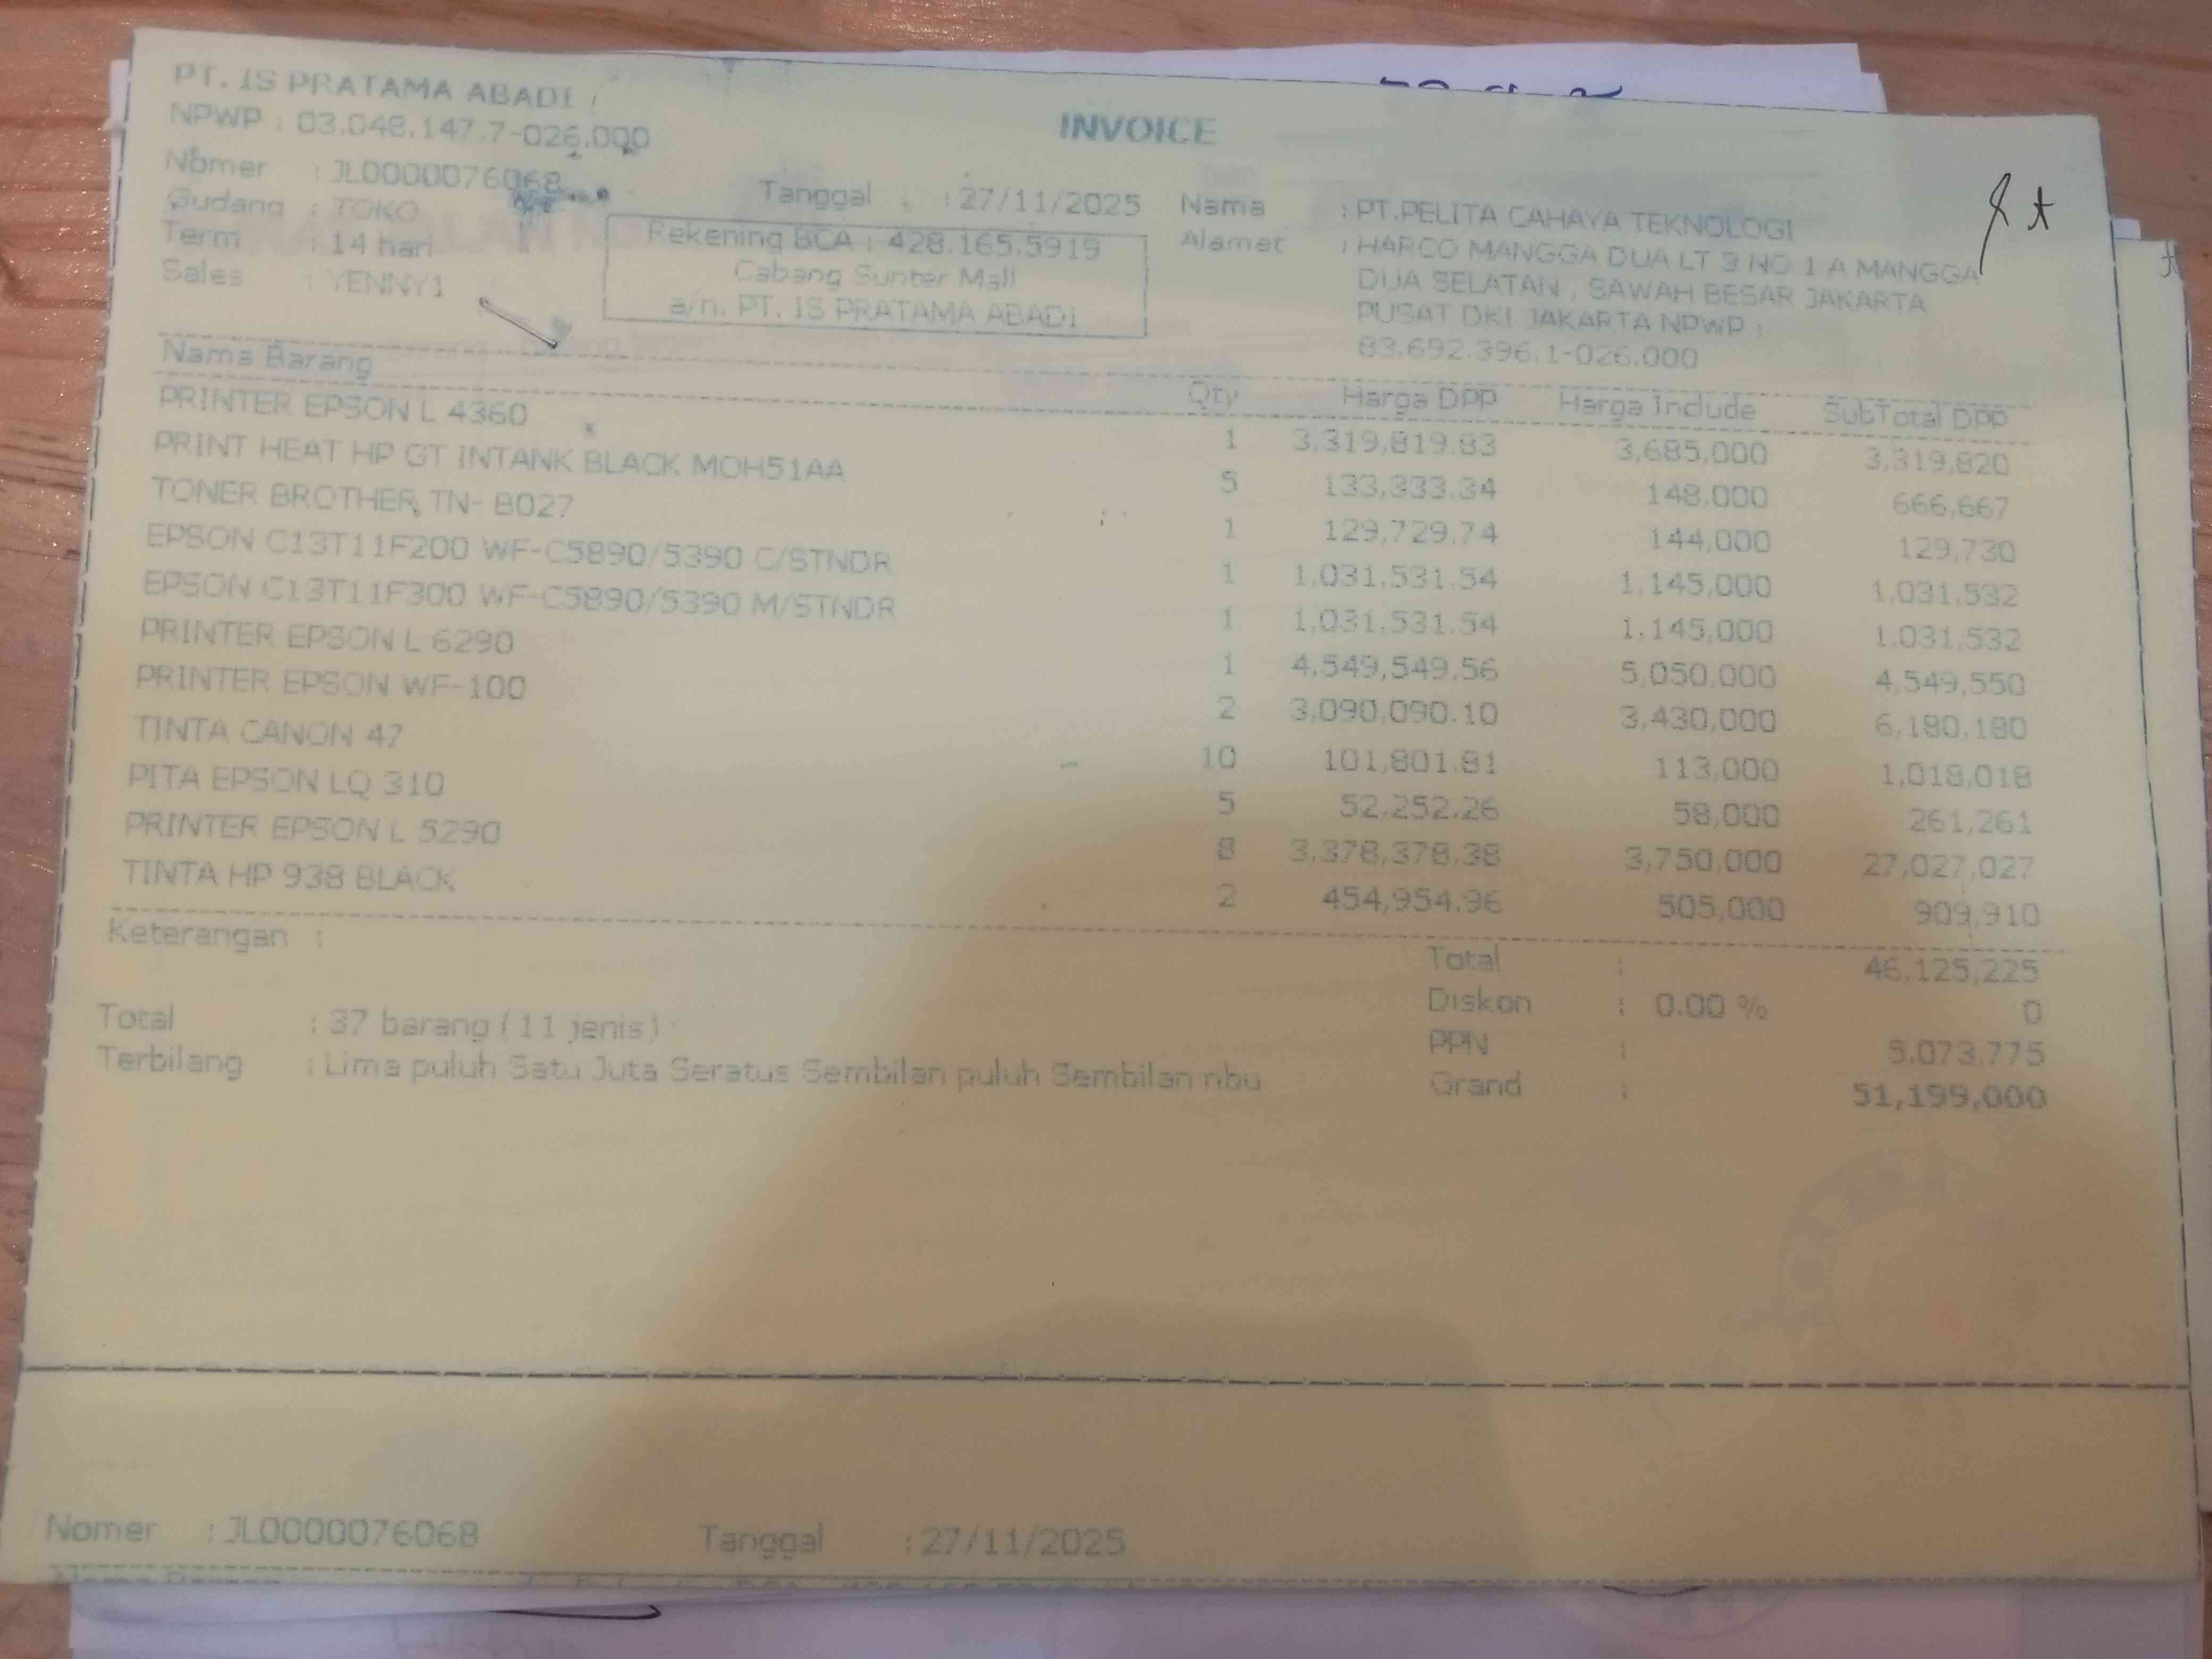 PT. IS PRATAMA ABADI
NPWP : 03.048.147.7-026.000
INVOICE
Nomer : JL0000076068
Tanggal : 27/11/2025
Gudang : TOKO
Term : 14 hari
Sales : YENNY1
Rekening BCA : 428.165.5919
Cabang Sunter Mall
a/n. PT. IS PRATAMA ABADI
Nama : PT.PELITA CAHAYA TEKNOLOGI
Alamat : HARCO MANGGA DUA LT 3 NO 1 A MANGGA
DUA SELATAN , SAWAH BESAR JAKARTA
PUSAT DKI JAKARTA NPWP :
83.692.396.1-026.000
Nama Barang Qty Harga DPP Harga Include SubTotal DPP
PRINTER EPSON L 4360 1 3,319,819.83 3,685,000 3,319,820
PRINT HEAT HP GT INTANK BLACK MOH51AA 5 133,333.34 148,000 666,667
TONER BROTHER TN- B027 1 129,729.74 144,000 129,730
EPSON C13T11F200 WF-C5890/5390 C/STNDR 1 1,031,531.54 1,145,000 1,031,532
EPSON C13T11F300 WF-C5890/5390 M/STNDR 1 1,031,531.54 1,145,000 1,031,532
PRINTER EPSON L 6290 1 4,549,549.56 5,050,000 4,549,550
PRINTER EPSON WF-100 2 3,090,090.10 3,430,000 6,180,180
TINTA CANON 47 10 101,801.81 113,000 1,018,018
PITA EPSON LQ 310 5 52,252.26 58,000 261,261
PRINTER EPSON L 5290 8 3,378,378.38 3,750,000 27,027,027
TINTA HP 938 BLACK 2 454,954.96 505,000 909,910
Keterangan :
Total : 46,125,225
Diskon : 0.00 % 0
PPN : 5,073,775
Grand : 51,199,000
Total : 37 barang ( 11 jenis )
Terbilang : Lima puluh Satu Juta Seratus Sembilan puluh Sembilan ribu
Nomer : JL0000076068
Tanggal : 27/11/2025